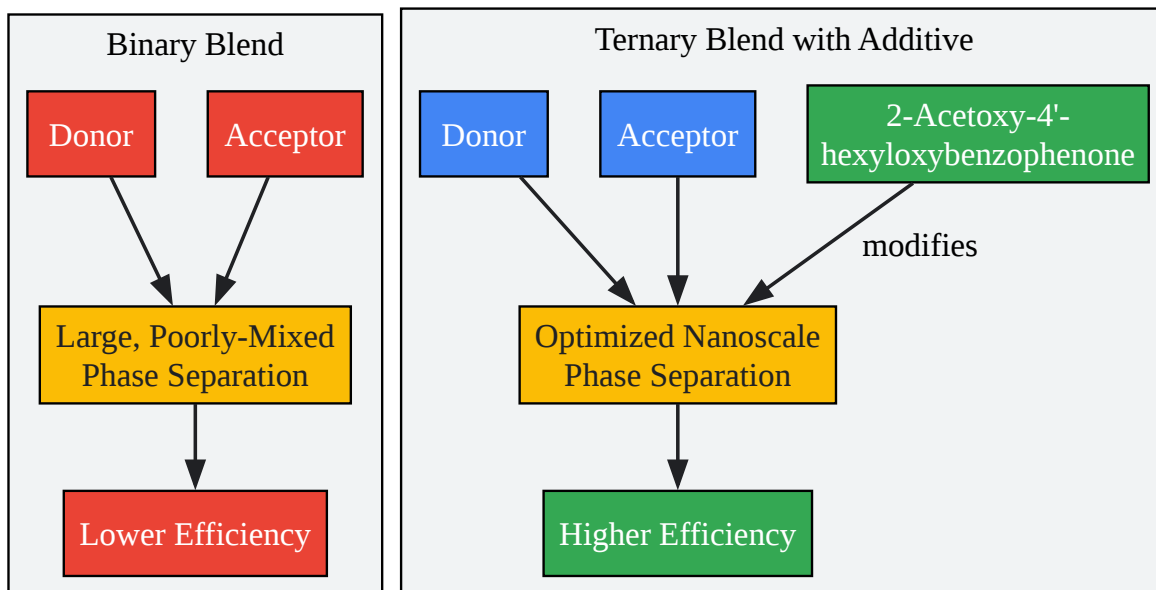 Binary Blend
Donor
Acceptor
Large, Poorly-Mixed
Phase Separation
Lower Efficiency
Ternary Blend with Additive
Donor
Acceptor
2-Acetoxy-4'-
hexyloxybenzophenone
modifies
Optimized Nanoscale
Phase Separation
Higher Efficiency